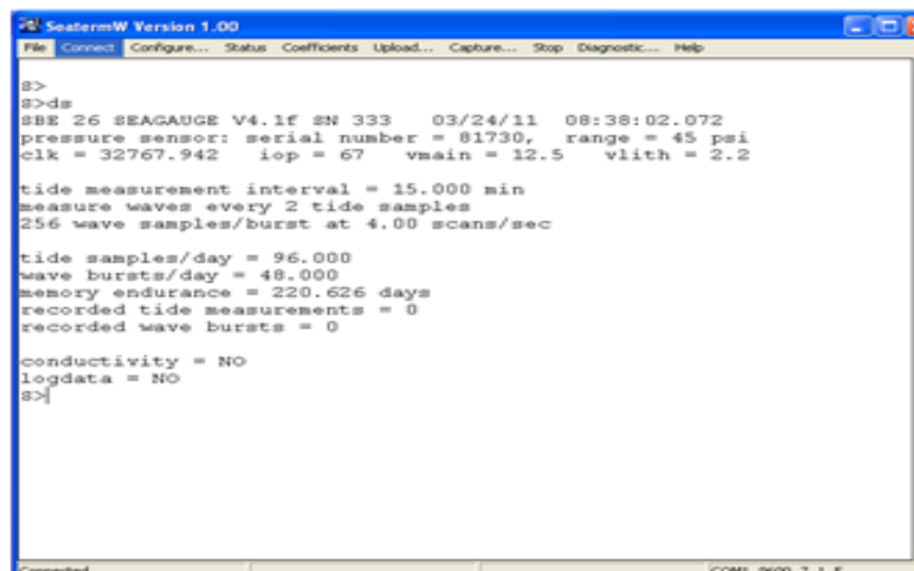 SeatermW Version 1.00
File Connect Configure... Status Coefficients Upload... Capture... Stop Diagnostic... Help
S>
S>ds
SBE 26 SEAGAUGE V4.1f SN 333 03/24/11 08:38:02.072
pressure sensor: serial number = 81730, range = 45 psi
clk = 32767.942 iop = 67 vmain = 12.5 vlith = 2.2
tide measurement interval = 15.000 min
measure waves every 2 tide samples
256 wave samples/burst at 4.00 scans/sec
tide samples/day = 96.000
wave bursts/day = 48.000
memory endurance = 220.626 days
recorded tide measurements = 0
recorded wave bursts = 0
conductivity = NO
logdata = NO
S>
Connected COM1 9600 7 1 E